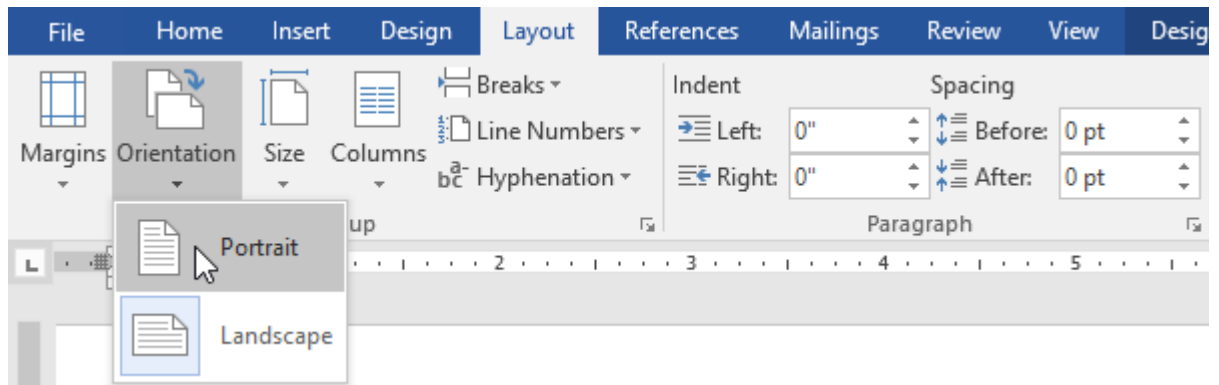 File Home Insert Design Layout References Mailings Review View Desig
Breaks Indent Spacing
Line Numbers Left: 0" Before: 0 pt
Margins Orientation Size Columns
Hyphenation Right: 0" After: 0 pt
up Paragraph
Portrait
2 3 4 5
Landscape